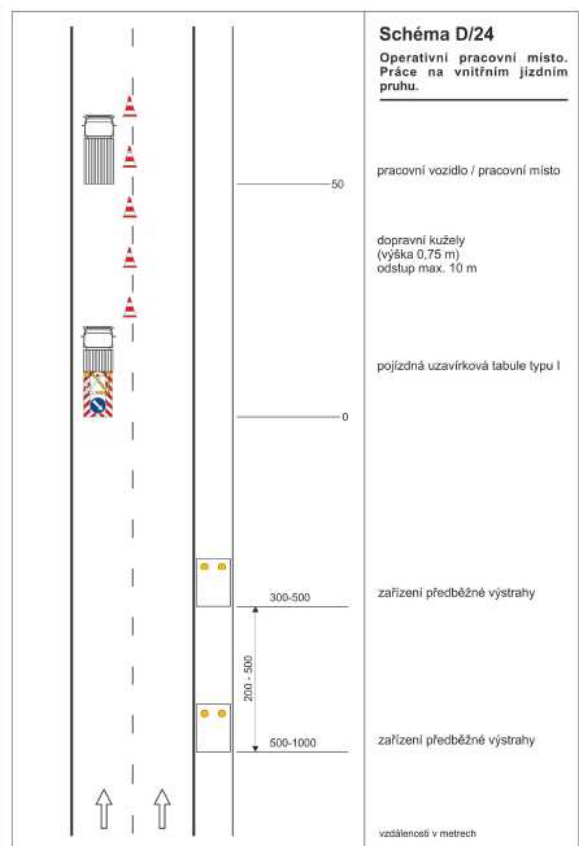 Schéma D/24
Operativní pracovní místo.
Práce na vnitřním jízdním
pruhu.
50
pracovní vozidlo / pracovní místo
dopravní kužely
(výška 0,75 m)
odstup max. 10 m
pojízdná uzavírková tabule typu I
0
300-500
zařízení předběžné výstrahy
200 - 500
500-1000
zařízení předběžné výstrahy
vzdálenosti v metrech